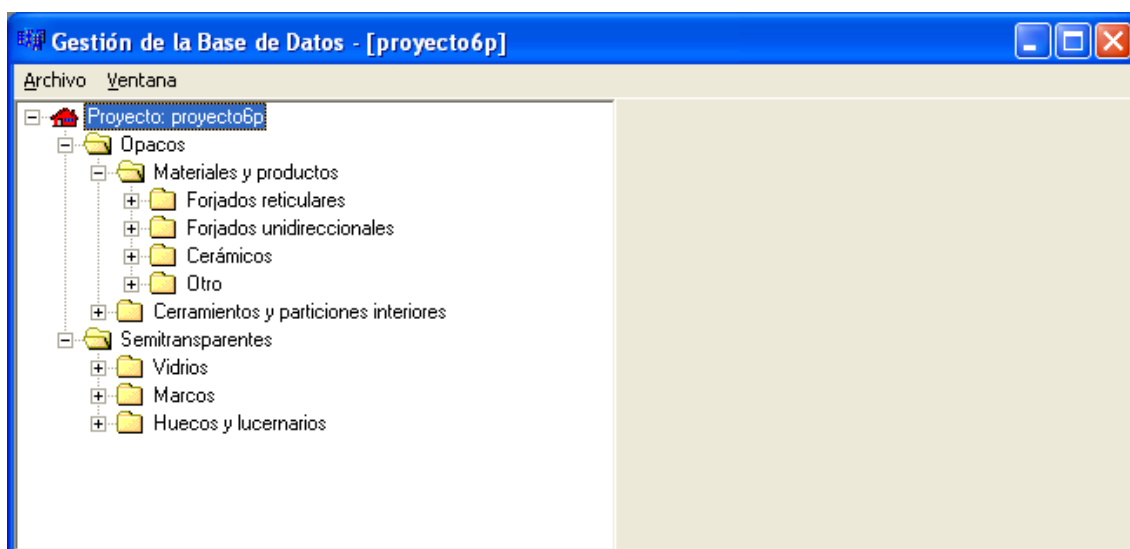 Gestión de la Base de Datos - [proyecto6p]
Archivo Ventana
Proyecto: proyecto6p
Opacos
Materiales y productos
Forjados reticulares
Forjados unidireccionales
Cerámicos
Otro
Cerramientos y particiones interiores
Semitransparentes
Vidrios
Marcos
Huecos y lucernarios